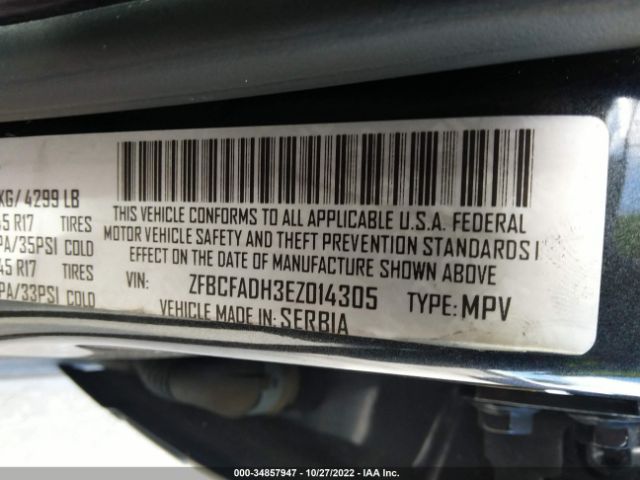 KG/ 4299 LB
45 R17 TIRES
PA/35PSI COLD
45 R17 TIRES
PA/33PSI COLD
THIS VEHICLE CONFORMS TO ALL APPLICABLE U.S.A. FEDERAL
MOTOR VEHICLE SAFETY AND THEFT PREVENTION STANDARDS I
EFFECT ON THE DATE OF MANUFACTURE SHOWN ABOVE
VIN: ZFBCFADH3EZ014305 TYPE: MPV
VEHICLE MADE IN: SERBIA
000-34857947 - 10/27/2022 - IAA Inc.